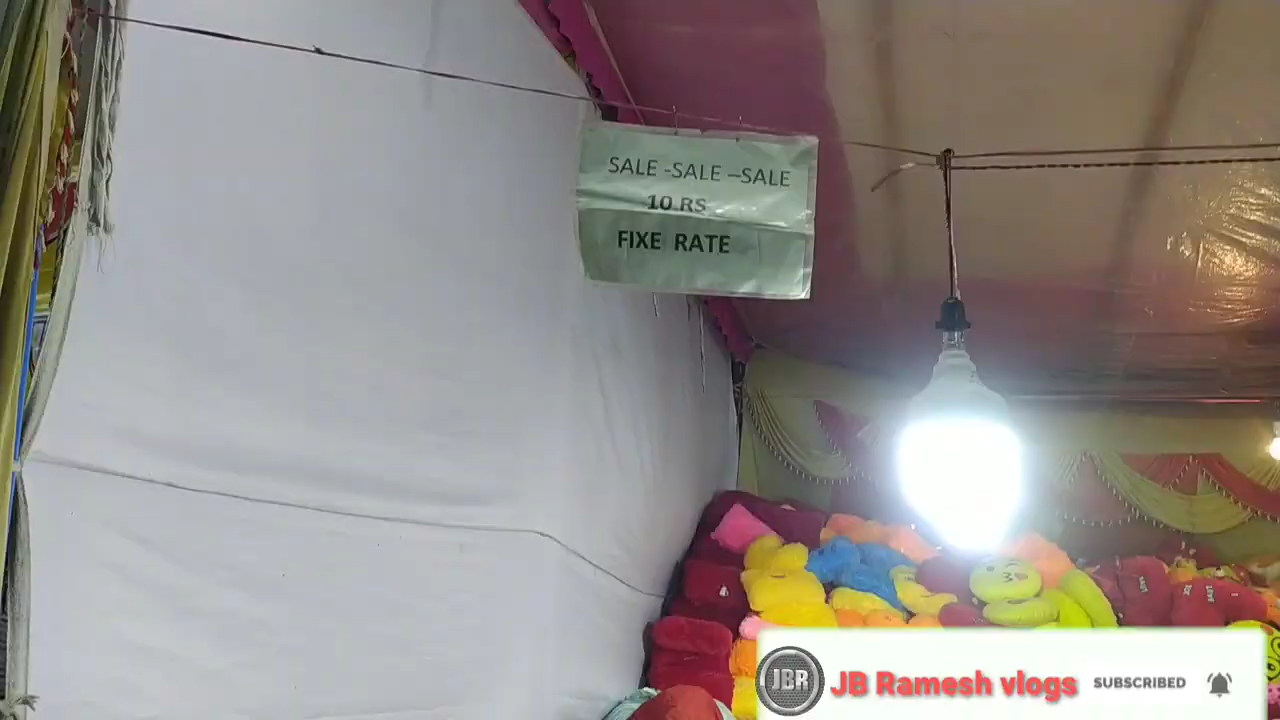 SALE -SALE –SALE
10 RS
FIXE RATE
JBR JB Ramesh vlogs SUBSCRIBED